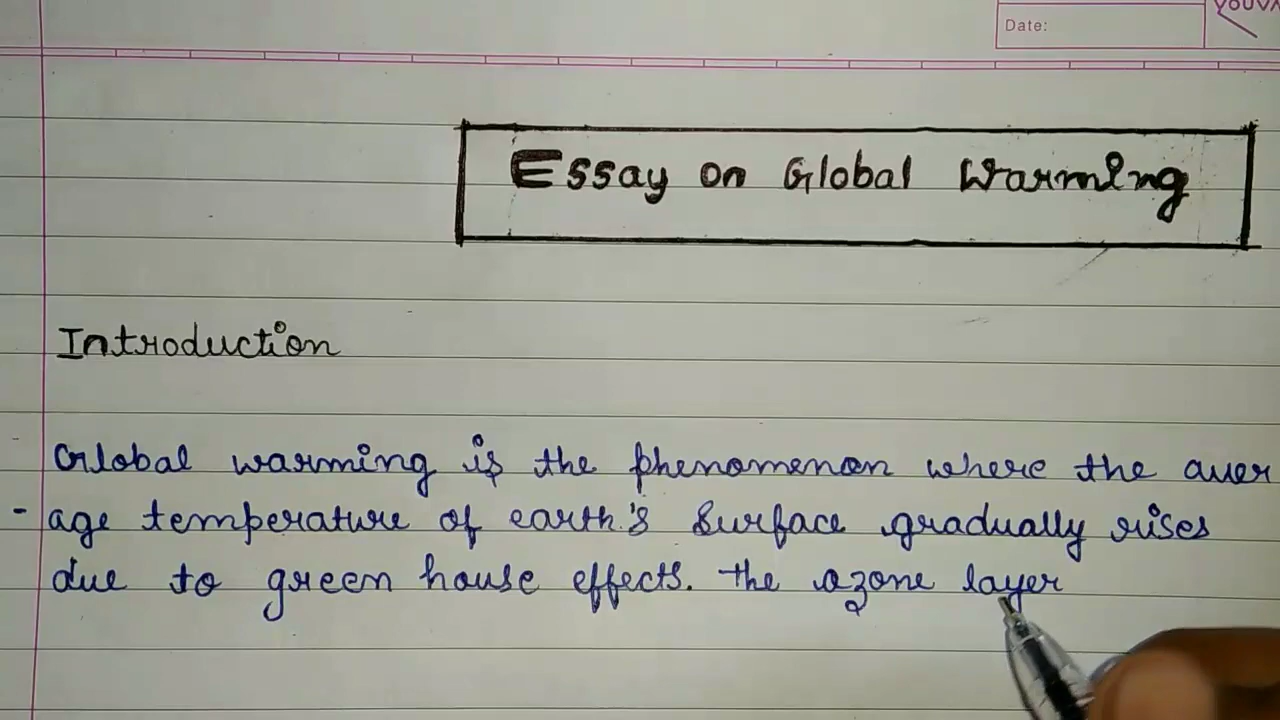 Date:
Essay on Global Warming
Introduction
Global warming is the phenomenon where the aver
- age temperature of earth's surface gradually rises
due to green house effects. the ozone layer